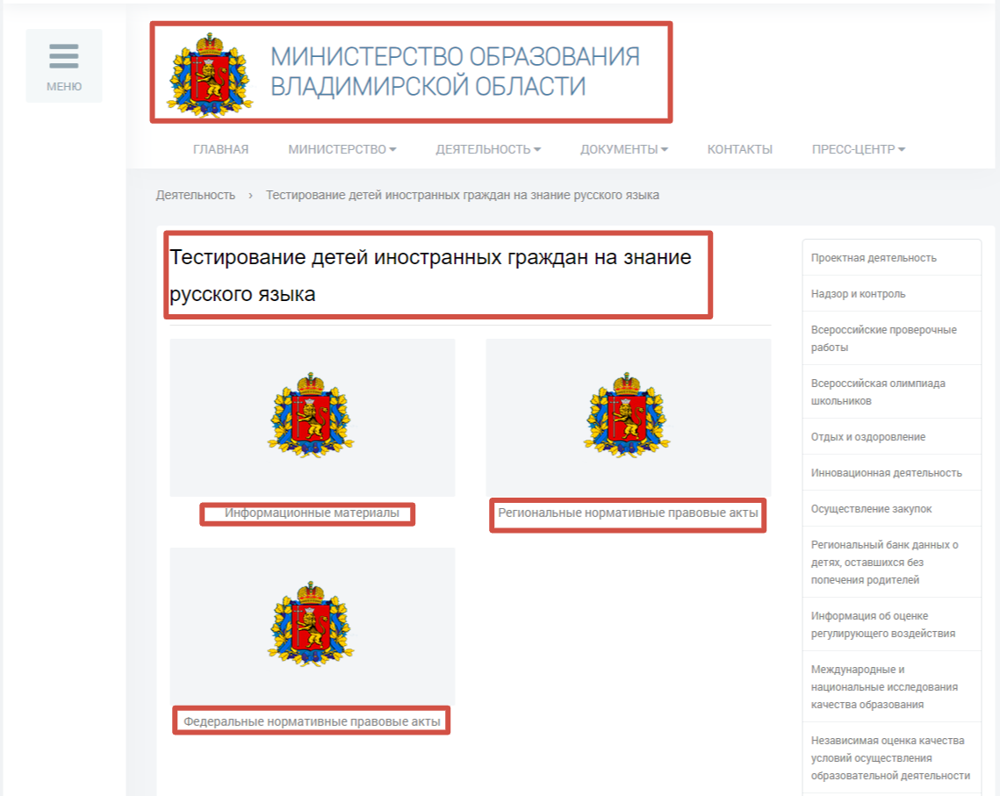 МЕНЮ
МИНИСТЕРСТВО ОБРАЗОВАНИЯ
ВЛАДИМИРСКОЙ ОБЛАСТИ
ГЛАВНАЯ МИНИСТЕРСТВО ДЕЯТЕЛЬНОСТЬ ДОКУМЕНТЫ КОНТАКТЫ ПРЕСС-ЦЕНТР
Деятельность › Тестирование детей иностранных граждан на знание русского языка
Тестирование детей иностранных граждан на знание
русского языка
Информационные материалы
Региональные нормативные правовые акты
Федеральные нормативные правовые акты
Проектная деятельность
Надзор и контроль
Всероссийские проверочные
работы
Всероссийская олимпиада
школьников
Отдых и оздоровление
Инновационная деятельность
Осуществление закупок
Региональный банк данных о
детях, оставшихся без
попечения родителей
Информация об оценке
регулирующего воздействия
Международные и
национальные исследования
качества образования
Независимая оценка качества
условий осуществления
образовательной деятельности